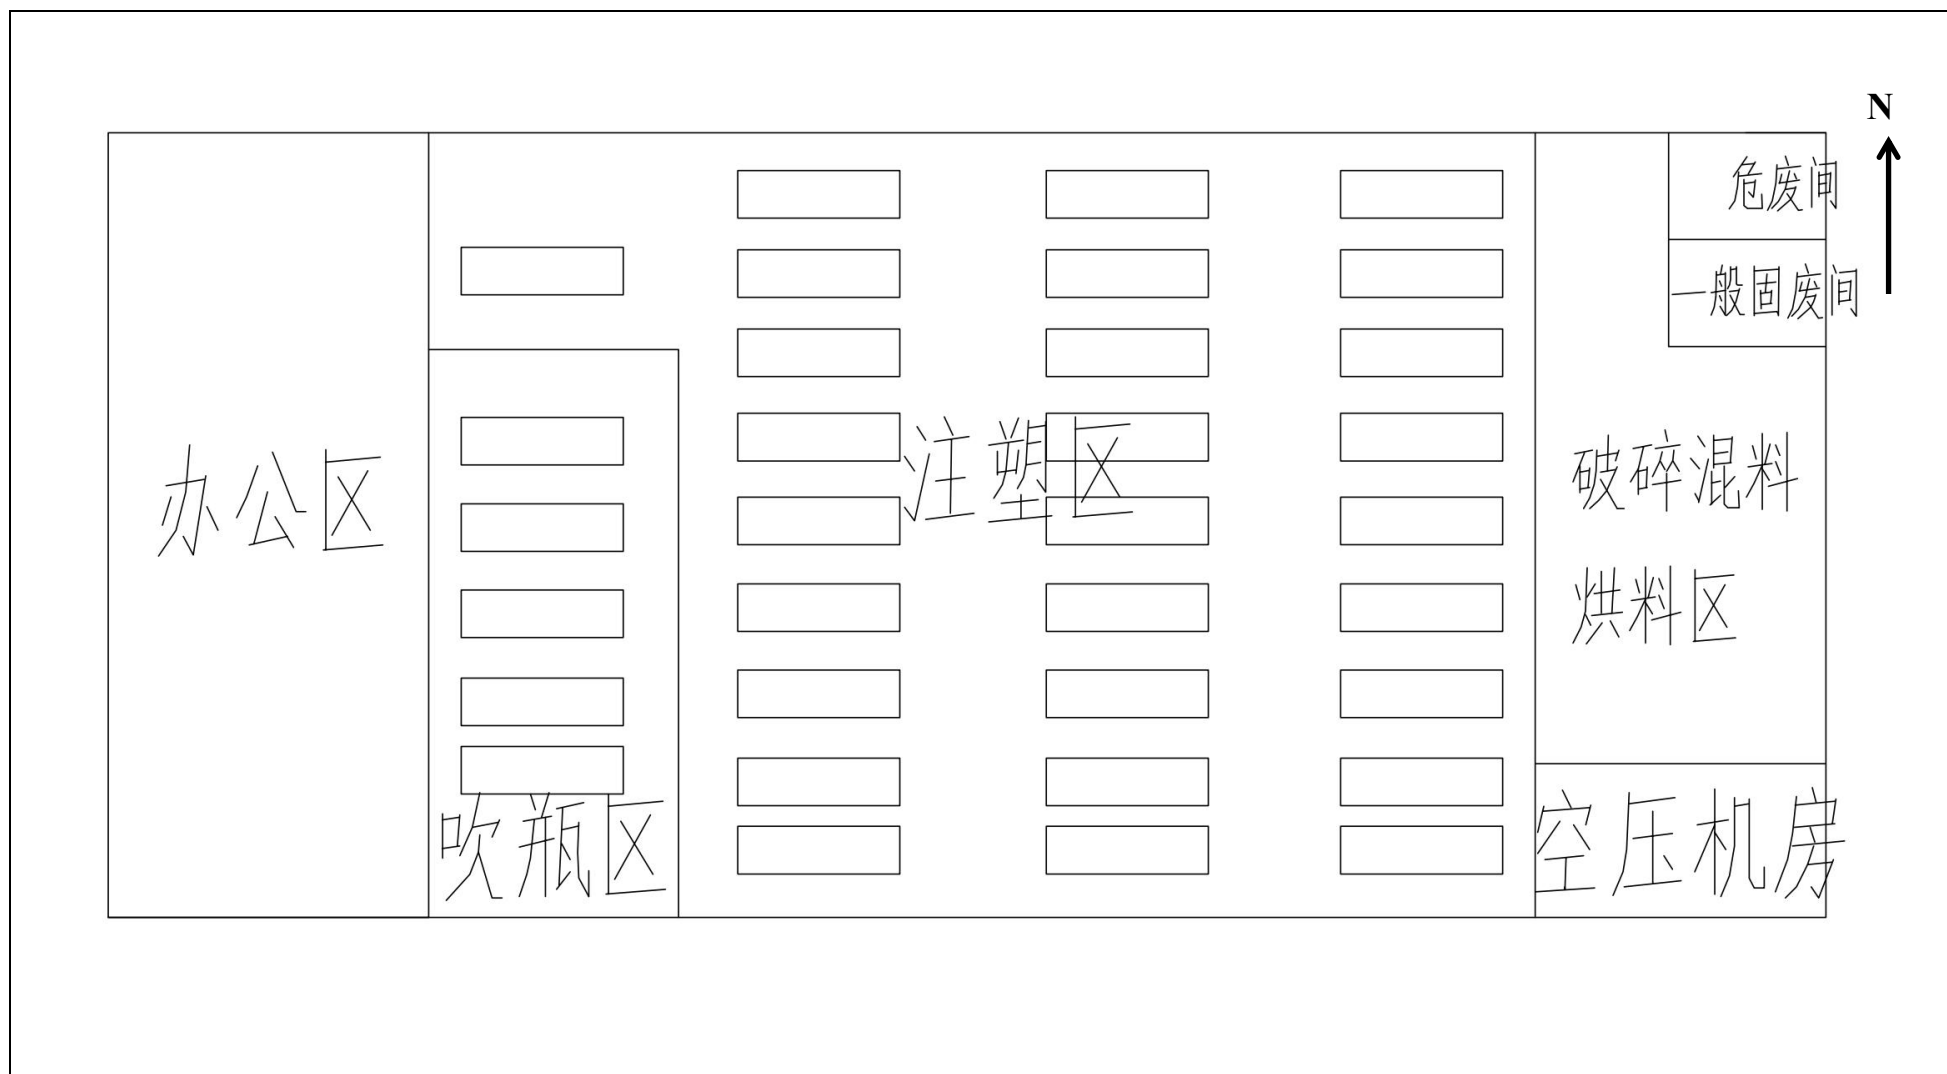 N
危废间
一般固废间
办公区
注塑区
破碎混料
烘料区
吹瓶区
空压机房